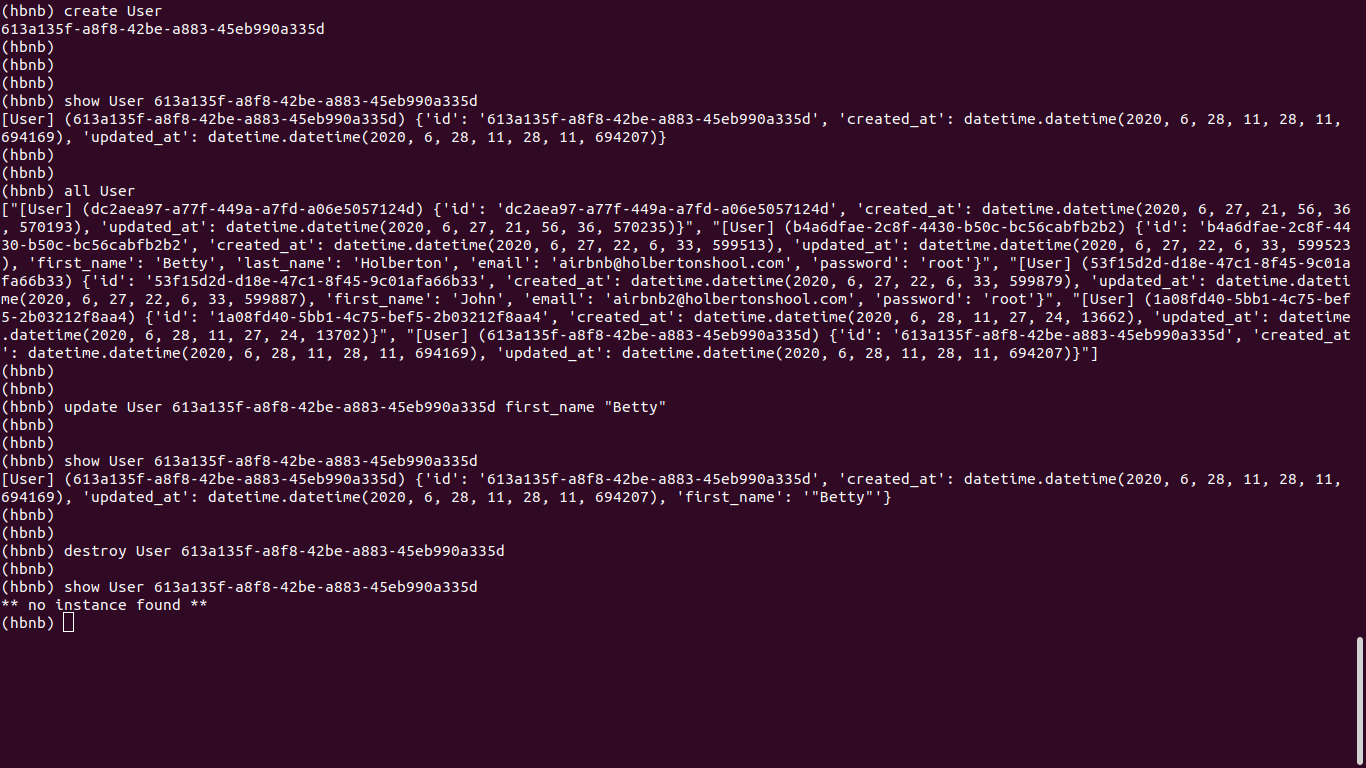 (hbnb) create User
613a135f-a8f8-42be-a883-45eb990a335d
(hbnb)
(hbnb)
(hbnb)
(hbnb) show User 613a135f-a8f8-42be-a883-45eb990a335d
[User] (613a135f-a8f8-42be-a883-45eb990a335d) {'id': '613a135f-a8f8-42be-a883-45eb990a335d', 'created_at': datetime.datetime(2020, 6, 28, 11, 28, 11,
694169), 'updated_at': datetime.datetime(2020, 6, 28, 11, 28, 11, 694207)}
(hbnb)
(hbnb)
(hbnb) all User
["[User] (dc2aea97-a77f-449a-a7fd-a06e5057124d) {'id': 'dc2aea97-a77f-449a-a7fd-a06e5057124d', 'created_at': datetime.datetime(2020, 6, 27, 21, 56, 36
, 570193), 'updated_at': datetime.datetime(2020, 6, 27, 21, 56, 36, 570235)}", "[User] (b4a6dfae-2c8f-4430-b50c-bc56cabfb2b2) {'id': 'b4a6dfae-2c8f-44
30-b50c-bc56cabfb2b2', 'created_at': datetime.datetime(2020, 6, 27, 22, 6, 33, 599513), 'updated_at': datetime.datetime(2020, 6, 27, 22, 6, 33, 599523
), 'first_name': 'Betty', 'last_name': 'Holberton', 'email': 'airbnb@holbertonshool.com', 'password': 'root'}", "[User] (53f15d2d-d18e-47c1-8f45-9c01a
fa66b33) {'id': '53f15d2d-d18e-47c1-8f45-9c01afa66b33', 'created_at': datetime.datetime(2020, 6, 27, 22, 6, 33, 599879), 'updated_at': datetime.dateti
me(2020, 6, 27, 22, 6, 33, 599887), 'first_name': 'John', 'email': 'airbnb2@holbertonshool.com', 'password': 'root'}", "[User] (1a08fd40-5bb1-4c75-bef
5-2b03212f8aa4) {'id': '1a08fd40-5bb1-4c75-bef5-2b03212f8aa4', 'created_at': datetime.datetime(2020, 6, 28, 11, 27, 24, 13662), 'updated_at': datetime
.datetime(2020, 6, 28, 11, 27, 24, 13702)}", "[User] (613a135f-a8f8-42be-a883-45eb990a335d) {'id': '613a135f-a8f8-42be-a883-45eb990a335d', 'created_at
': datetime.datetime(2020, 6, 28, 11, 28, 11, 694169), 'updated_at': datetime.datetime(2020, 6, 28, 11, 28, 11, 694207)}"]
(hbnb)
(hbnb)
(hbnb) update User 613a135f-a8f8-42be-a883-45eb990a335d first_name "Betty"
(hbnb)
(hbnb)
(hbnb) show User 613a135f-a8f8-42be-a883-45eb990a335d
[User] (613a135f-a8f8-42be-a883-45eb990a335d) {'id': '613a135f-a8f8-42be-a883-45eb990a335d', 'created_at': datetime.datetime(2020, 6, 28, 11, 28, 11,
694169), 'updated_at': datetime.datetime(2020, 6, 28, 11, 28, 11, 694207), 'first_name': '"Betty"'}
(hbnb)
(hbnb)
(hbnb) destroy User 613a135f-a8f8-42be-a883-45eb990a335d
(hbnb)
(hbnb) show User 613a135f-a8f8-42be-a883-45eb990a335d
** no instance found **
(hbnb)